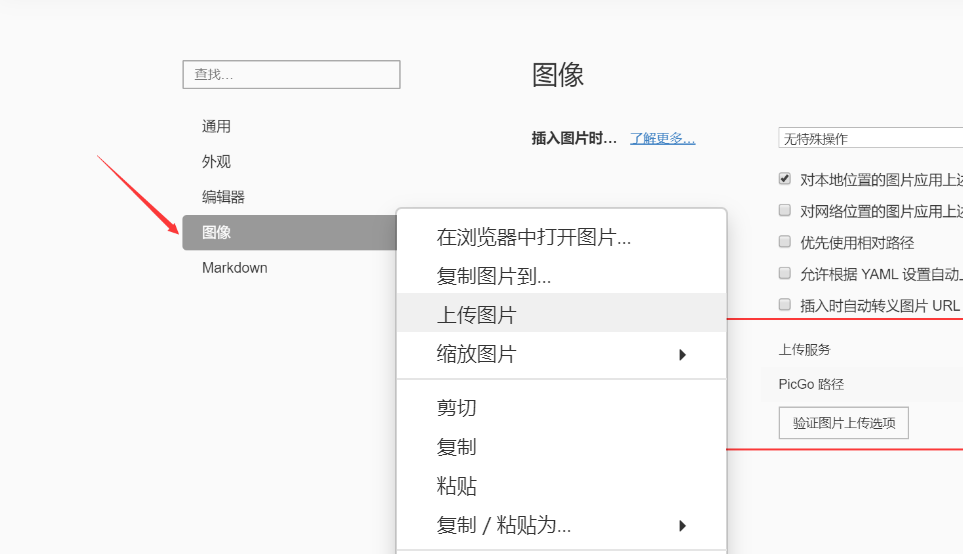 查找...
通用
外观
编辑器
图像
Markdown
图像
插入图片时... 了解更多...
无特殊操作
对本地位置的图片应用上
对网络位置的图片应用上
优先使用相对路径
允许根据 YAML 设置自动
插入时自动转义图片 URL
上传服务
PicGo 路径
验证图片上传选项
在浏览器中打开图片...
复制图片到...
上传图片
缩放图片
剪切
复制
粘贴
复制 / 粘贴为...